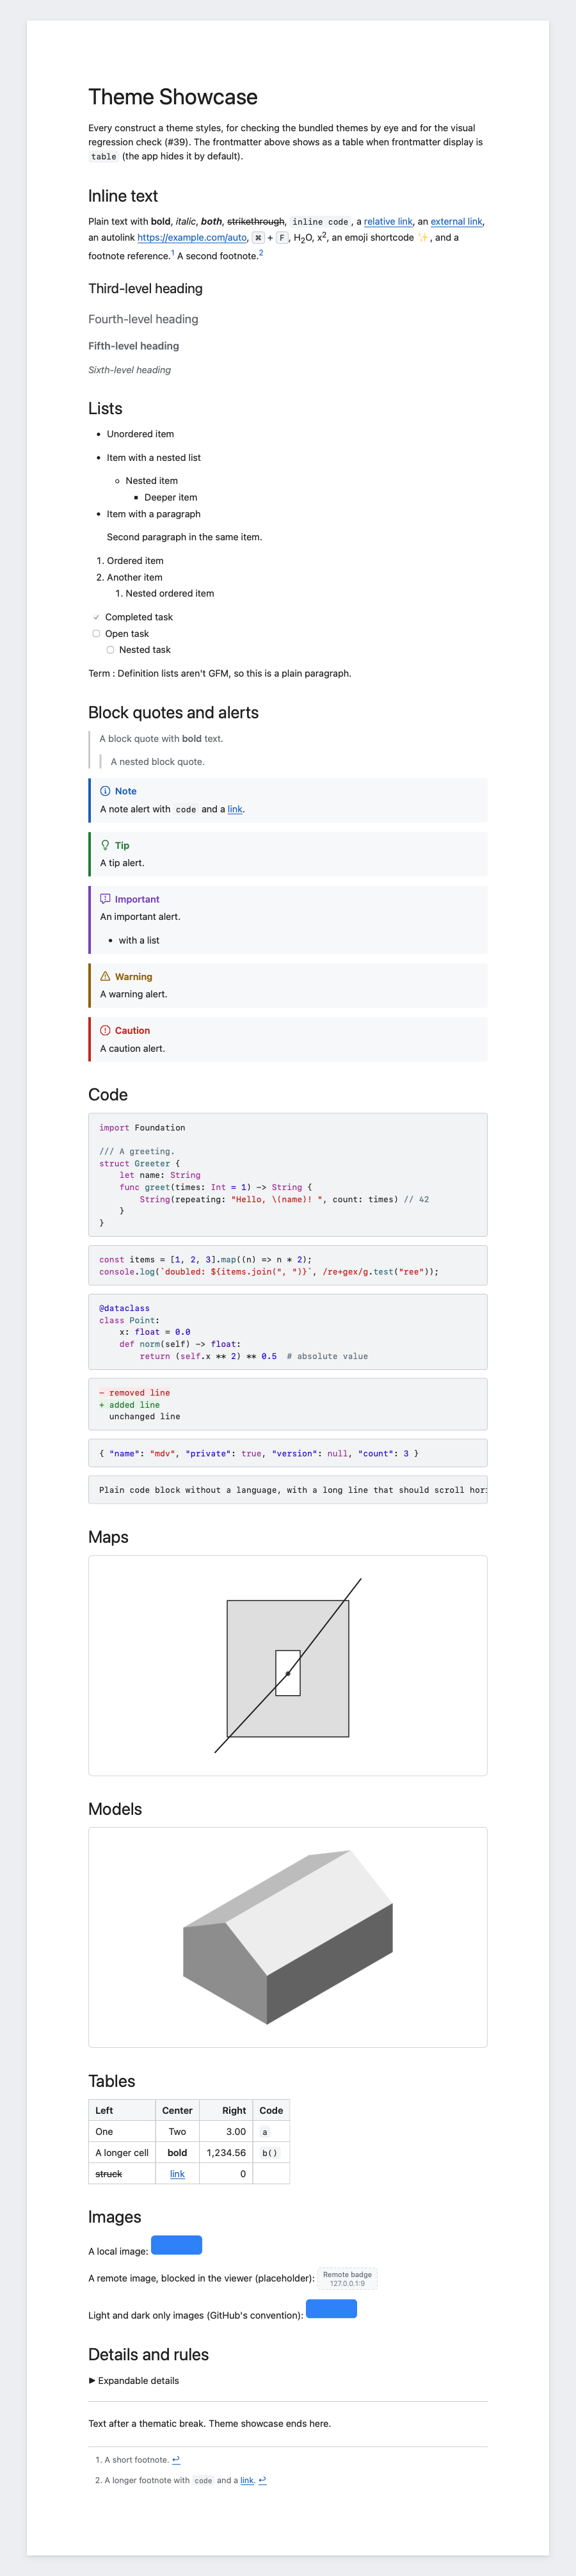 Theme Showcase
Every construct a theme styles, for checking the bundled themes by eye and for the visual
regression check (#39). The frontmatter above shows as a table when frontmatter display is
table (the app hides it by default).
Inline text
Plain text with bold, italic, both, strikethrough, inline code, a relative link, an external link,
an autolink https://example.com/auto, ⌘ + F, H2O, x2, an emoji shortcode ✨, and a
footnote reference.1 A second footnote.2
Third-level heading
Fourth-level heading
Fifth-level heading
Sixth-level heading
Lists
• Unordered item
• Item with a nested list
◦ Nested item
▪ Deeper item
• Item with a paragraph
Second paragraph in the same item.
1. Ordered item
2. Another item
1. Nested ordered item
Completed task
Open task
Nested task
Term : Definition lists aren't GFM, so this is a plain paragraph.
Block quotes and alerts
A block quote with bold text.
A nested block quote.
Note
A note alert with code and a link.
Tip
A tip alert.
Important
An important alert.
• with a list
Warning
A warning alert.
Caution
A caution alert.
Code
import Foundation
/// A greeting.
struct Greeter {
    let name: String
    func greet(times: Int = 1) -> String {
        String(repeating: "Hello, \(name)! ", count: times) // 42
    }
}
const items = [1, 2, 3].map((n) => n * 2);
console.log(`doubled: ${items.join(", ")}`, /re+gex/g.test("ree"));
@dataclass
class Point:
    x: float = 0.0
    def norm(self) -> float:
        return (self.x ** 2) ** 0.5  # absolute value
- removed line
+ added line
  unchanged line
{ "name": "mdv", "private": true, "version": null, "count": 3 }
Plain code block without a language, with a long line that should scroll hori
Maps
Models
Tables
Left Center Right Code
One Two 3.00 a
A longer cell bold 1,234.56 b()
struck link 0
Images
A local image:
A remote image, blocked in the viewer (placeholder): Remote badge
127.0.0.1:9
Light and dark only images (GitHub's convention):
Details and rules
▶ Expandable details
Text after a thematic break. Theme showcase ends here.
1. A short footnote. ↩
2. A longer footnote with code and a link. ↩